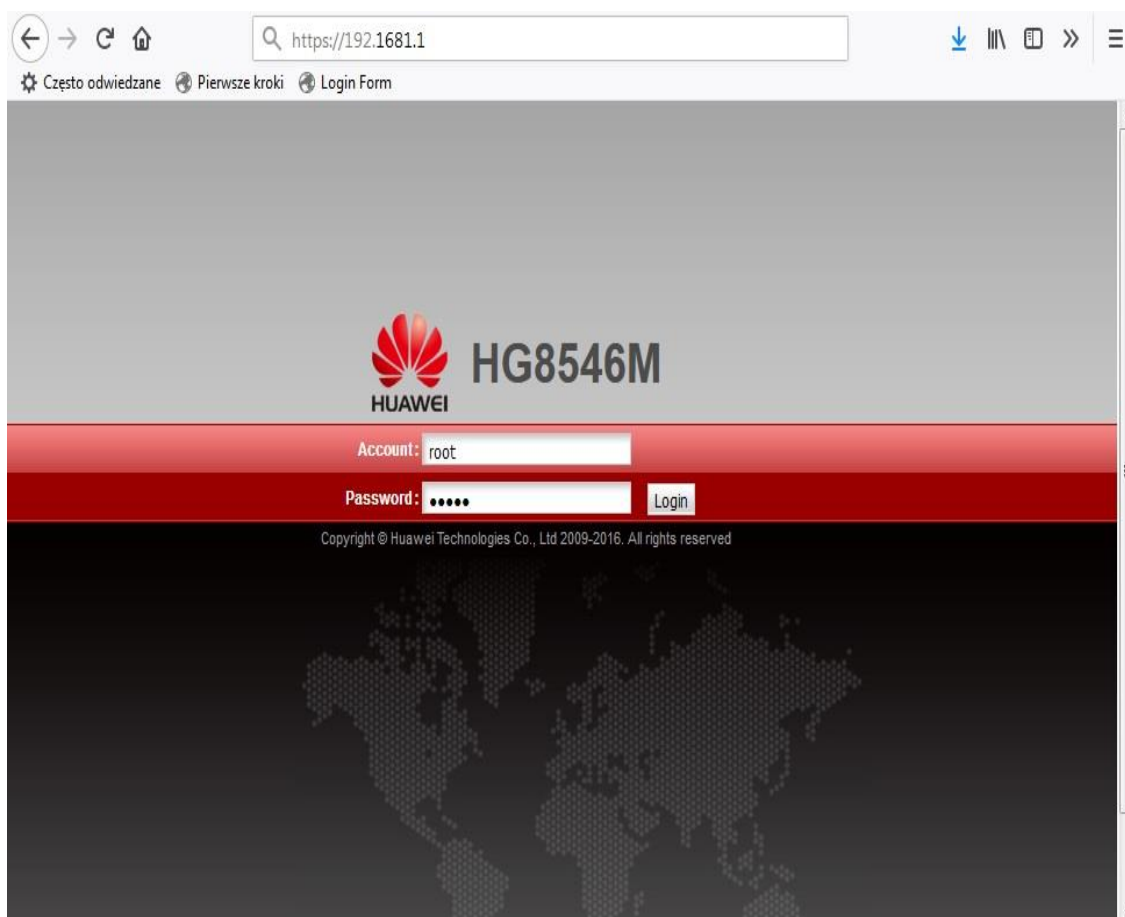 https://192.1681.1
Często odwiedzane Pierwsze kroki Login Form
HUAWEI
HG8546M
Account: root
Password: ••••• Login
Copyright © Huawei Technologies Co., Ltd 2009-2016. All rights reserved